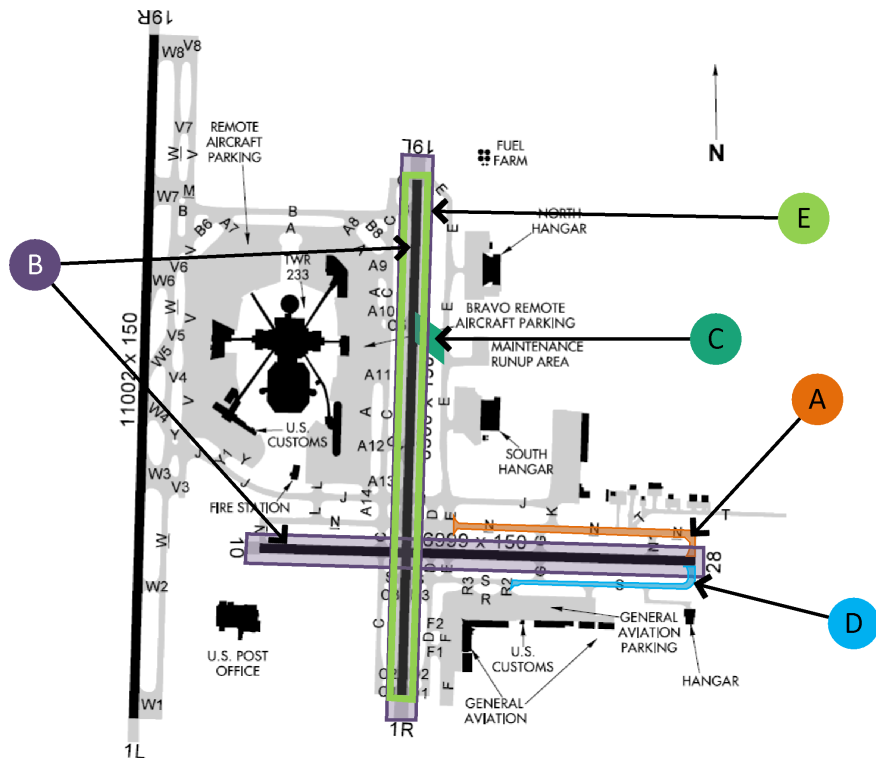 19R
W8
V8
V7
W
V
REMOTE
AIRCRAFT
PARKING
19L
FUEL
FARM
N
W7
M
B
B6
A7
B
A
A8
B8
C
E
E
NORTH
HANGAR
E
B
V
V6
W6
TWR
233
A
A9
A
C
A10
E
W
V
V5
W5
BRAVO REMOTE
AIRCRAFT PARKING
MAINTENANCE
RUNUP AREA
C
11002 X 150
V4
V
A11
E
A
W4
A
C
U.S.
CUSTOMS
A12
C
SOUTH
HANGAR
Y
J
Y1
Y
W3
V3
J
A13
A14
FIRE STATION
L
J
L
D
E
J
K
T
T
N
N
N
N
N
N1
W
10
C
6999 X 150
G
G
28
W2
S
D
R3
S
R
R2
S
D
C
F2
D
F1
F
F
GENERAL
AVIATION
PARKING
U.S. POST
OFFICE
U.S.
CUSTOMS
HANGAR
GENERAL
AVIATION
W1
1L
1R